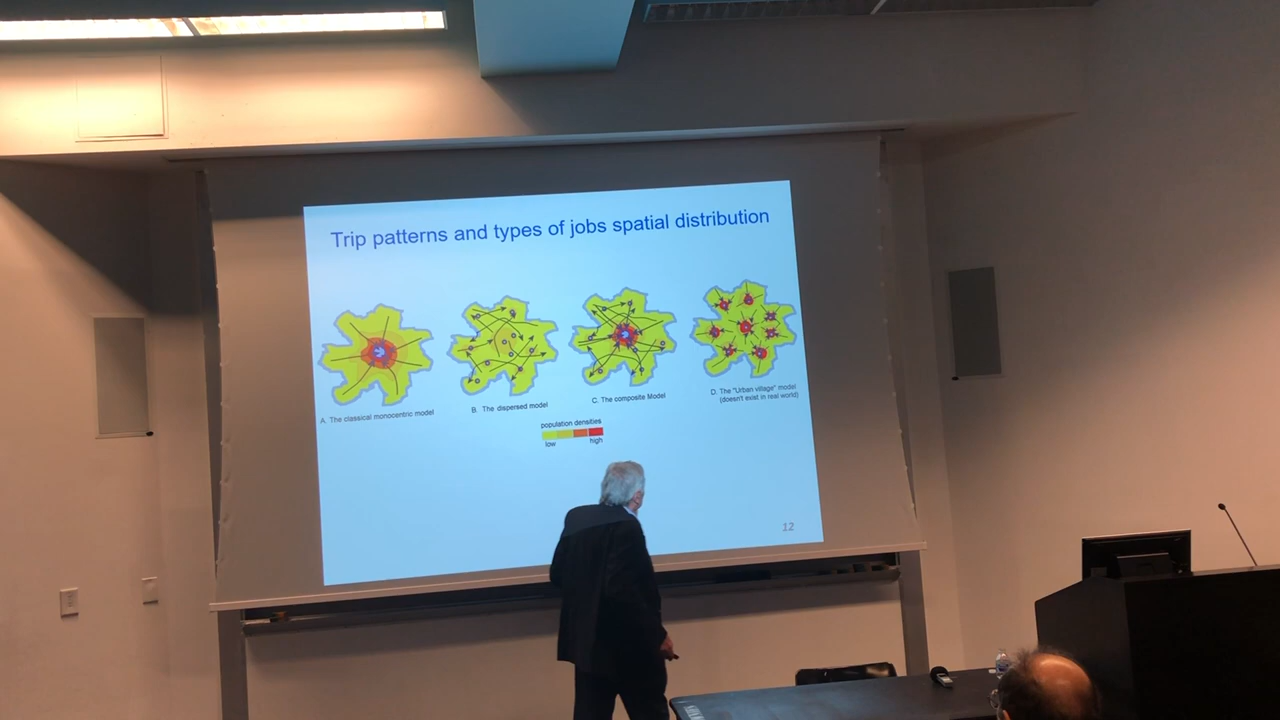 Trip patterns and types of jobs spatial distribution
A. The classical monocentric model
B. The dispersed model
C. The composite Model
D. The "Urban village" model
(doesn't exist in real world)
population densities
low high
12